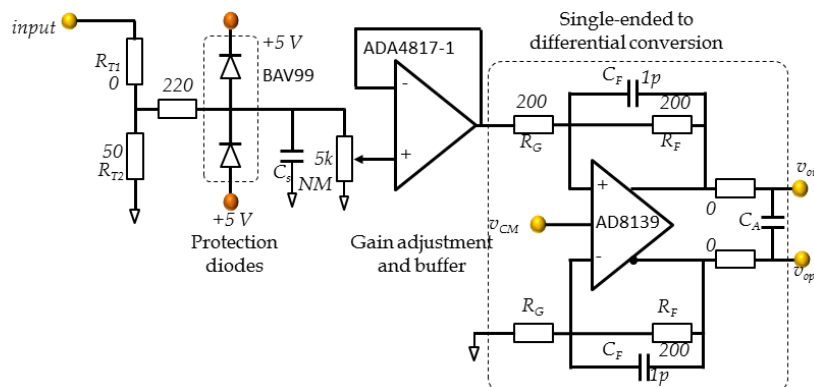 input
R_T1
0
50
R_T2
220
+5 V
BAV99
+5 V
Protection
diodes
C_s
5k
NM
ADA4817-1
-
+
Gain adjustment
and buffer
Single-ended to
differential conversion
200
R_G
C_F
1p
200
R_F
+
AD8139
-
v_CM
0
0
C_A
v_op
R_G
R_F
200
C_F
1p